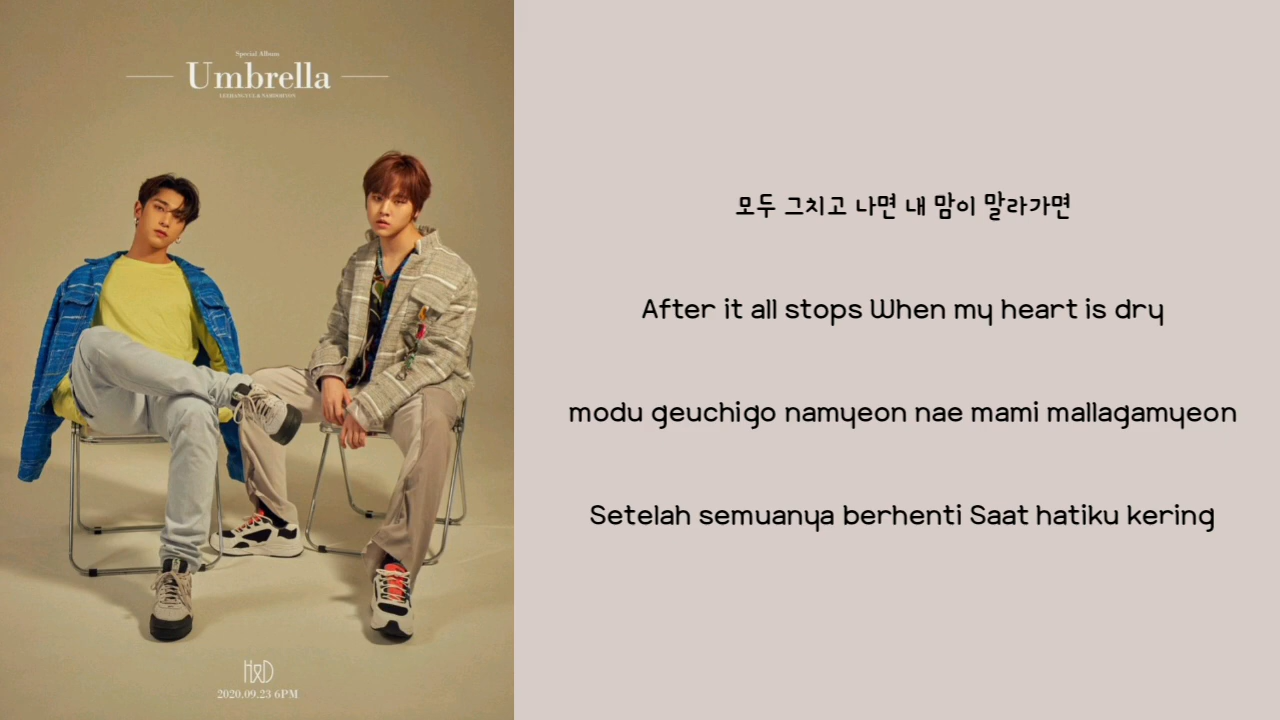 Special Album
Umbrella
LEEHANGYUL & NAMDOHYON
H&D
2020.09.23 6PM
모두 그치고 나면 내 맘이 말라가면
After it all stops When my heart is dry
modu geuchigo namyeon nae mami mallagamyeon
Setelah semuanya berhenti Saat hatiku kering